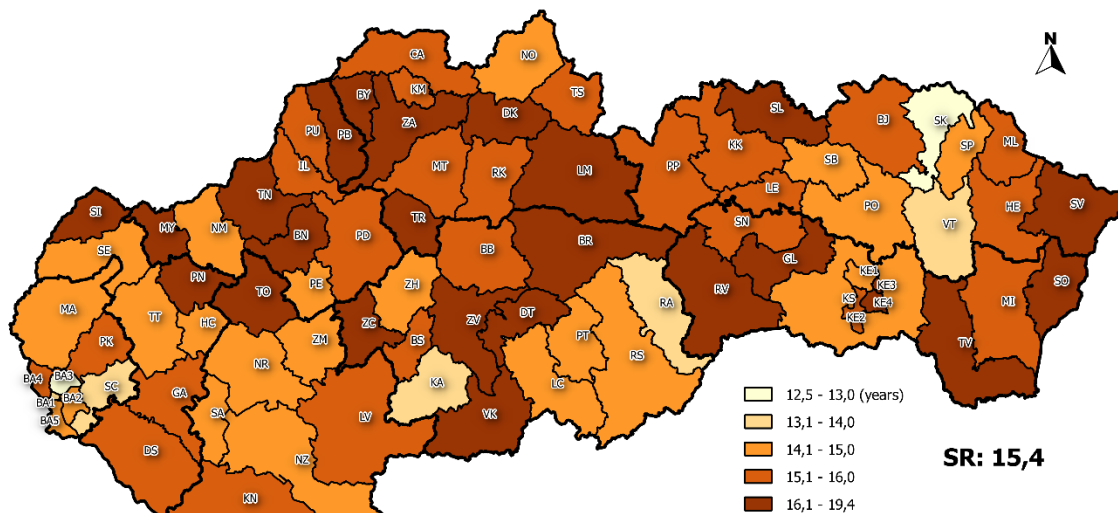 N
CA
NO
BY
KM
TS
PU
PB
ZA
DK
SL
BJ
SK
IL
MT
RK
LM
PP
KK
SB
SP
ML
TN
LE
PO
HE
SV
SI
MY
NM
BN
PD
TR
BB
BR
SN
VT
SE
PN
TO
PE
ZH
GL
RV
KE1
KE3
KS
KE4
KE2
SO
MI
TV
MA
TT
HC
ZM
ZC
ZV
DT
RA
PK
BS
PT
RS
NR
BA4
BA3
SC
BA1
BA2
BA5
GA
SA
LV
KA
LC
VK
DS
NZ
KN
12,5 - 13,0 (years)
13,1 - 14,0
14,1 - 15,0
15,1 - 16,0
16,1 - 19,4
SR: 15,4